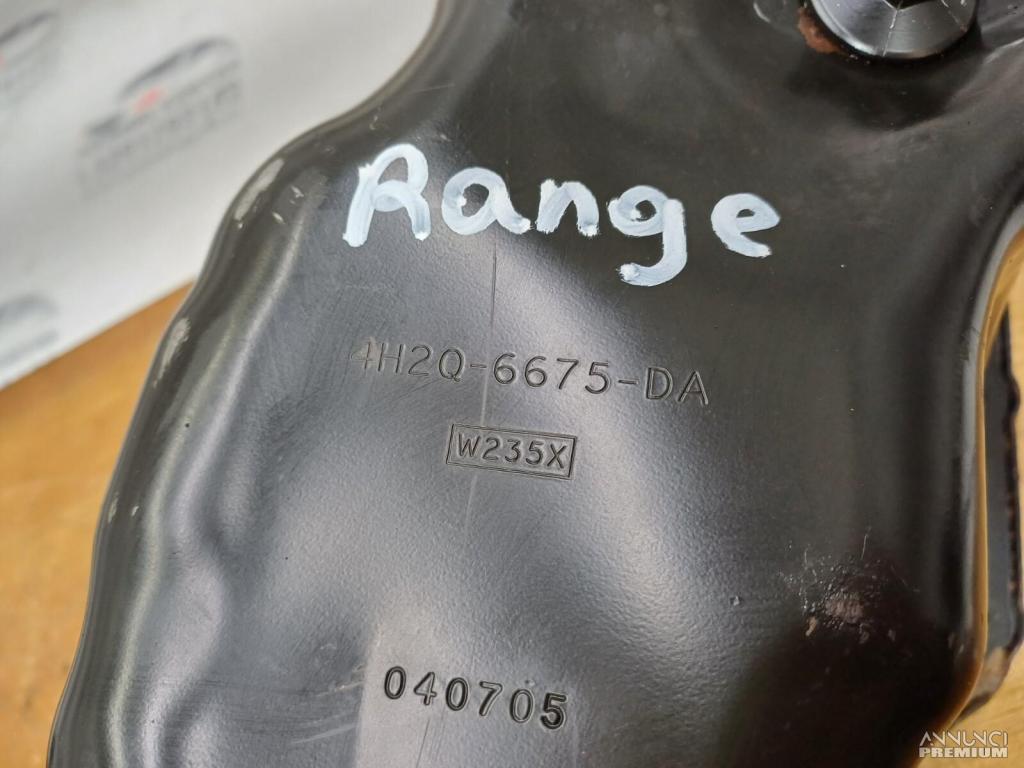 Range
4H2Q-6675-DA
W235X
040705
ANNUNCI
PREMIUM